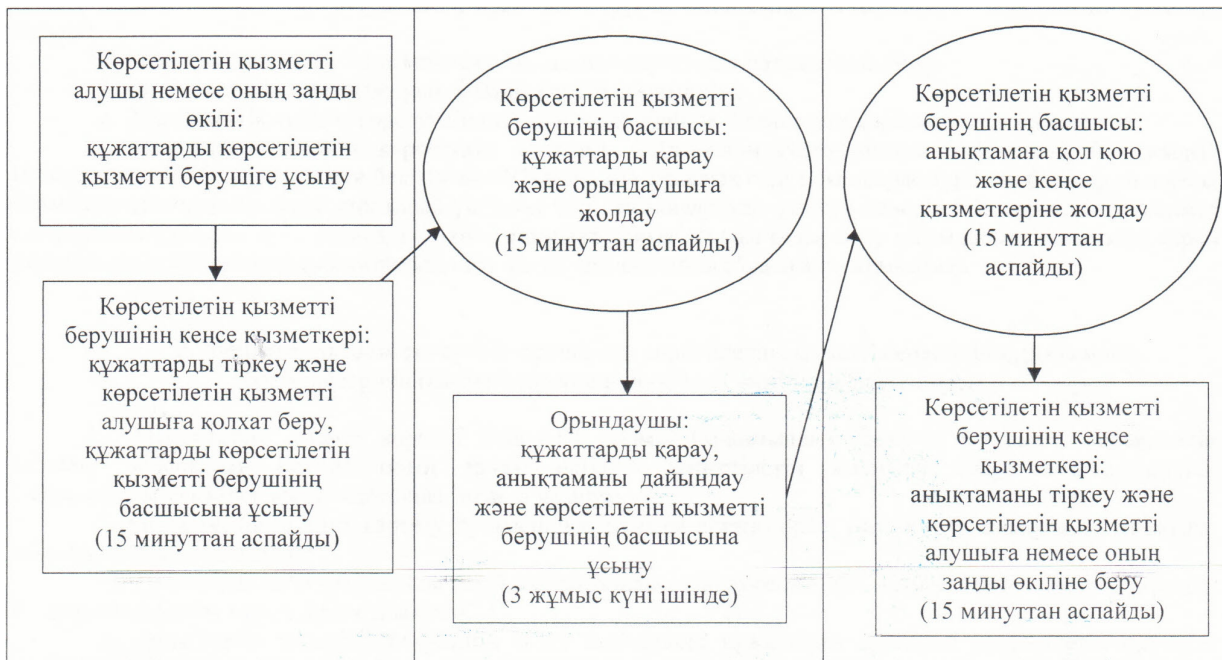 Көрсетілетін қызметті
алушы немесе оның заңды
өкілі:
құжаттарды көрсетілетін
қызметті берушіге ұсыну
Көрсетілетін қызметті
берушінің кеңсе қызметкері:
құжаттарды тіркеу және
көрсетілетін қызметті
алушыға қолхат беру,
құжаттарды көрсетілетін
қызметті берушінің
басшысына ұсыну
(15 минуттан аспайды)
Көрсетілетін қызметті
берушінің басшысы:
құжаттарды қарау
және орындаушыға
жолдау
(15 минуттан аспайды)
Орындаушы:
құжаттарды қарау,
анықтаманы дайындау
және көрсетілетін қызметті
берушінің басшысына
ұсыну
(3 жұмыс күні ішінде)
Көрсетілетін қызметті
берушінің басшысы:
анықтамаға қол қою
және кеңсе
қызметкеріне жолдау
(15 минуттан
аспайды)
Көрсетілетін қызметті
берушінің кеңсе
қызметкері:
анықтаманы тіркеу және
көрсетілетін қызметті
алушыға немесе оның
заңды өкіліне беру
(15 минуттан аспайды)